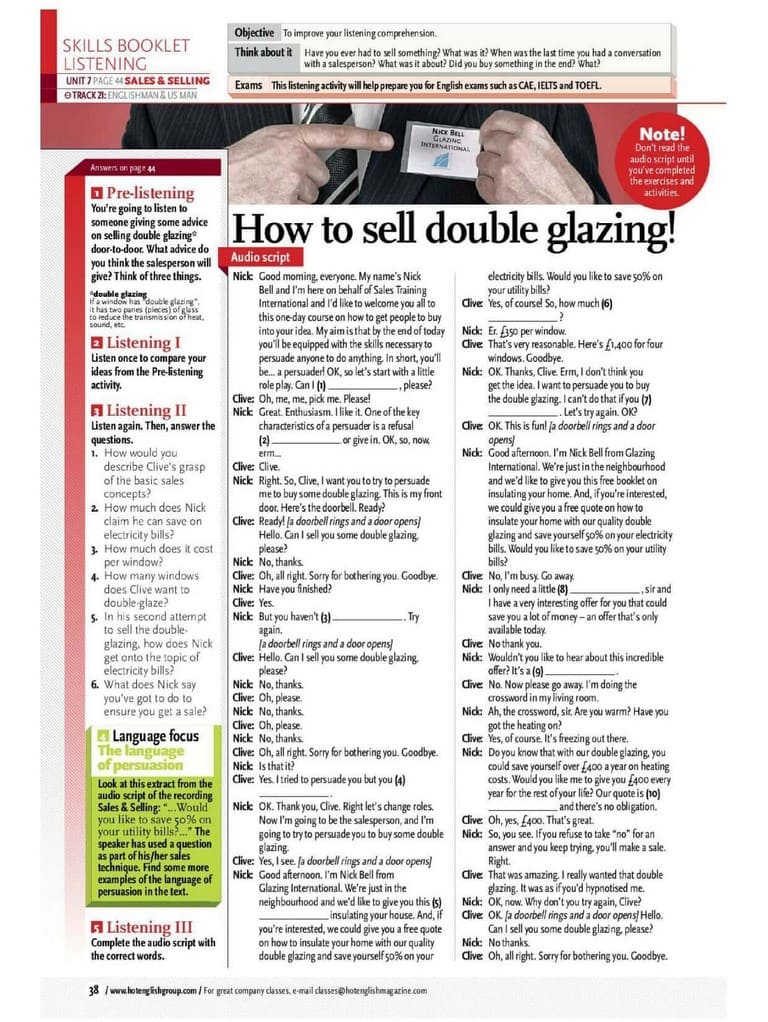 SKILLS BOOKLET
LISTENING
UNIT 7 PAGE 44 SALES & SELLING
TRACK 21: ENGLISHMAN & US MAN
Objective To improve your listening comprehension.
Think about it Have you ever had to sell something? What was it? When was the last time you had a conversation
with a salesperson? What was it about? Did you buy something in the end? What?
Exams This listening activity will help prepare you for English exams such as CAE, IELTS and TOEFL.
NICK BELL
GLAZING
INTERNATIONAL
Note!
Don't read the
audio script until
you've completed
the exercises and
activities.
Answers on page 44
1 Pre-listening
You're going to listen to
someone giving some advice
on selling double glazing*
door-to-door. What advice do
you think the salesperson will
give? Think of three things.
*double glazing
If a window has "double glazing",
it has two panes (pieces) of glass
to reduce the transmission of heat,
sound, etc.
2 Listening I
Listen once to compare your
ideas from the Pre-listening
activity.
3 Listening II
Listen again. Then, answer the
questions.
1. How would you
describe Clive's grasp
of the basic sales
concepts?
2. How much does Nick
claim he can save on
electricity bills?
3. How much does it cost
per window?
4. How many windows
does Clive want to
double-glaze?
5. In his second attempt
to sell the double-
glazing, how does Nick
get onto the topic of
electricity bills?
6. What does Nick say
you've got to do to
ensure you get a sale?
4 Language focus
The language
of persuasion
Look at this extract from the
audio script of the recording
Sales & Selling: "...Would
you like to save 50% on
your utility bills?..." The
speaker has used a question
as part of his/her sales
technique. Find some more
examples of the language of
persuasion in the text.
5 Listening III
Complete the audio script with
the correct words.
How to sell double glazing!
Audio script
Nick: Good morning, everyone. My name's Nick
Bell and I'm here on behalf of Sales Training
International and I'd like to welcome you all to
this one-day course on how to get people to buy
into your idea. My aim is that by the end of today
you'll be equipped with the skills necessary to
persuade anyone to do anything. In short, you'll
be... a persuader! OK, so let's start with a little
role play. Can I (1) ____________, please?
Clive: Oh, me, me, pick me. Please!
Nick: Great. Enthusiasm. I like it. One of the key
characteristics of a persuader is a refusal
(2) ____________ or give in. OK, so, now,
erm...
Clive: Clive.
Nick: Right. So, Clive, I want you to try to persuade
me to buy some double glazing. This is my front
door. Here's the doorbell. Ready?
Clive: Ready! [a doorbell rings and a door opens]
Hello. Can I sell you some double glazing,
please?
Nick: No, thanks.
Clive: Oh, all right. Sorry for bothering you. Goodbye.
Nick: Have you finished?
Clive: Yes.
Nick: But you haven't (3) ____________. Try
again.
[a doorbell rings and a door opens]
Clive: Hello. Can I sell you some double glazing,
please?
Nick: No, thanks.
Clive: Oh, please.
Nick: No, thanks.
Clive: Oh, please.
Nick: No, thanks.
Clive: Oh, all right. Sorry for bothering you. Goodbye.
Nick: Is that it?
Clive: Yes. I tried to persuade you but you (4)
____________.
Nick: OK. Thank you, Clive. Right let's change roles.
Now I'm going to be the salesperson, and I'm
going to try to persuade you to buy some double
glazing.
Clive: Yes, I see. [a doorbell rings and a door opens]
Nick: Good afternoon. I'm Nick Bell from
Glazing International. We're just in the
neighbourhood and we'd like to give you this (5)
____________ insulating your house. And, if
you're interested, we could give you a free quote
on how to insulate your home with our quality
double glazing and save yourself 50% on your
electricity bills. Would you like to save 50% on
your utility bills?
Clive: Yes, of course! So, how much (6)
____________?
Nick: Er. £350 per window.
Clive: That's very reasonable. Here's £1,400 for four
windows. Goodbye.
Nick: OK. Thanks, Clive. Erm, I don't think you
get the idea. I want to persuade you to buy
the double glazing. I can't do that if you (7)
____________. Let's try again. OK?
Clive: OK. This is fun! [a doorbell rings and a door
opens]
Nick: Good afternoon. I'm Nick Bell from Glazing
International. We're just in the neighbourhood
and we'd like to give you this free booklet on
insulating your home. And, if you're interested,
we could give you a free quote on how to
insulate your home with our quality double
glazing and save yourself 50% on your electricity
bills. Would you like to save 50% on your utility
bills?
Clive: No, I'm busy. Go away.
Nick: I only need a little (8) ____________, sir and
I have a very interesting offer for you that could
save you a lot of money – an offer that's only
available today.
Clive: No thank you.
Nick: Wouldn't you like to hear about this incredible
offer? It's a (9) ____________.
Clive: No. Now please go away. I'm doing the
crossword in my living room.
Nick: Ah, the crossword, sir. Are you warm? Have you
got the heating on?
Clive: Yes, of course. It's freezing out there.
Nick: Do you know that with our double glazing, you
could save yourself over £400 a year on heating
costs. Would you like me to give you £400 every
year for the rest of your life? Our quote is (10)
____________ and there's no obligation.
Clive: Oh, yes, £400. That's great.
Nick: So, you see. If you refuse to take "no" for an
answer and you keep trying, you'll make a sale.
Right.
Clive: That was amazing. I really wanted that double
glazing. It was as if you'd hypnotised me.
Nick: OK, now. Why don't you try again, Clive?
Clive: OK. [a doorbell rings and a door opens] Hello.
Can I sell you some double glazing, please?
Nick: No thanks.
Clive: Oh, all right. Sorry for bothering you. Goodbye.
38 / www.hotenglishgroup.com / For great company classes, e-mail classes@hotenglishmagazine.com